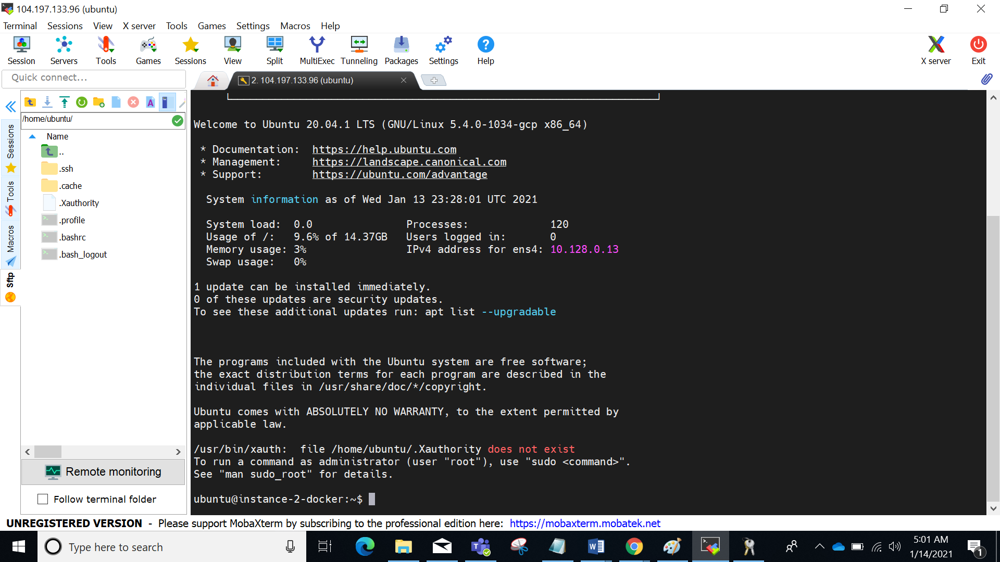 104.197.133.96 (ubuntu)
Terminal Sessions View X server Tools Games Settings Macros Help
Session Servers Tools Games Sessions View Split MultiExec Tunneling Packages Settings Help X server Exit
Quick connect...
2. 104.197.133.96 (ubuntu)
/home/ubuntu/
Name
..
.ssh
.cache
.Xauthority
.profile
.bashrc
.bash_logout
Sessions
Tools
Macros
Sftp
Remote monitoring
Follow terminal folder
Welcome to Ubuntu 20.04.1 LTS (GNU/Linux 5.4.0-1034-gcp x86_64)
* Documentation: https://help.ubuntu.com
* Management: https://landscape.canonical.com
* Support: https://ubuntu.com/advantage
System information as of Wed Jan 13 23:28:01 UTC 2021
System load: 0.0 Processes: 120
Usage of /: 9.6% of 14.37GB Users logged in: 0
Memory usage: 3% IPv4 address for ens4: 10.128.0.13
Swap usage: 0%
1 update can be installed immediately.
0 of these updates are security updates.
To see these additional updates run: apt list --upgradable
The programs included with the Ubuntu system are free software;
the exact distribution terms for each program are described in the
individual files in /usr/share/doc/*/copyright.
Ubuntu comes with ABSOLUTELY NO WARRANTY, to the extent permitted by
applicable law.
/usr/bin/xauth: file /home/ubuntu/.Xauthority does not exist
To run a command as administrator (user "root"), use "sudo <command>".
See "man sudo_root" for details.
ubuntu@instance-2-docker:~$
UNREGISTERED VERSION - Please support MobaXterm by subscribing to the professional edition here: https://mobaxterm.mobatek.net
Type here to search
5:01 AM
1/14/2021
1